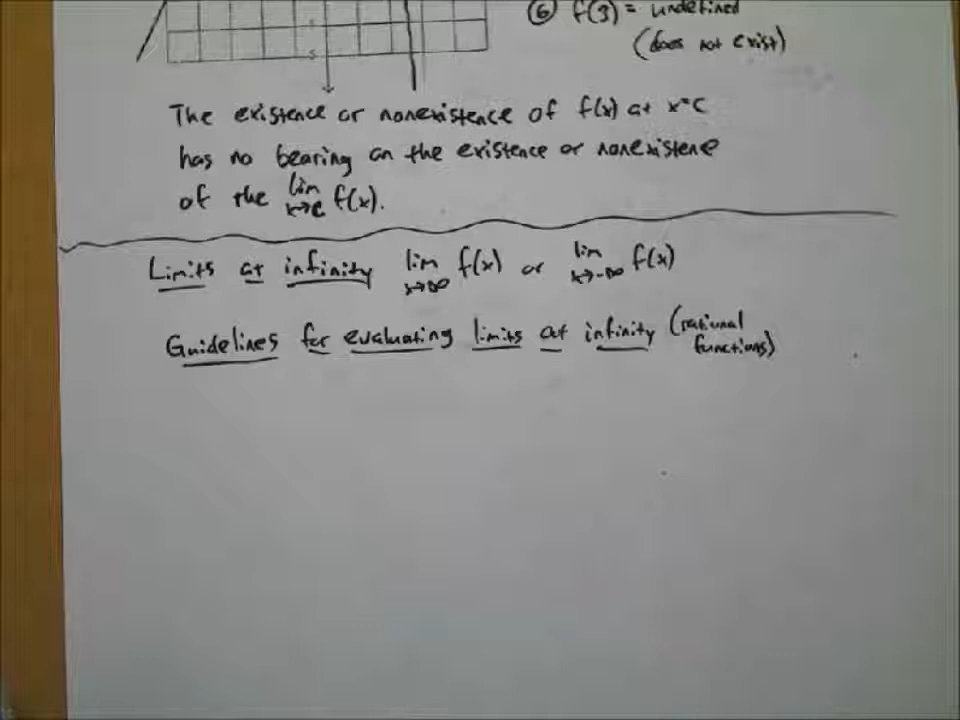 ⑥ f(3) = undefined
(does not exist)
The existence or nonexistence of f(x) at x=C
has no bearing on the existence or nonexistene
of the lim x→c f(x).
Limits at infinity lim x→∞ f(x) or lim x→-∞ f(x)
Guidelines for evaluating limits at infinity (rational
functions)